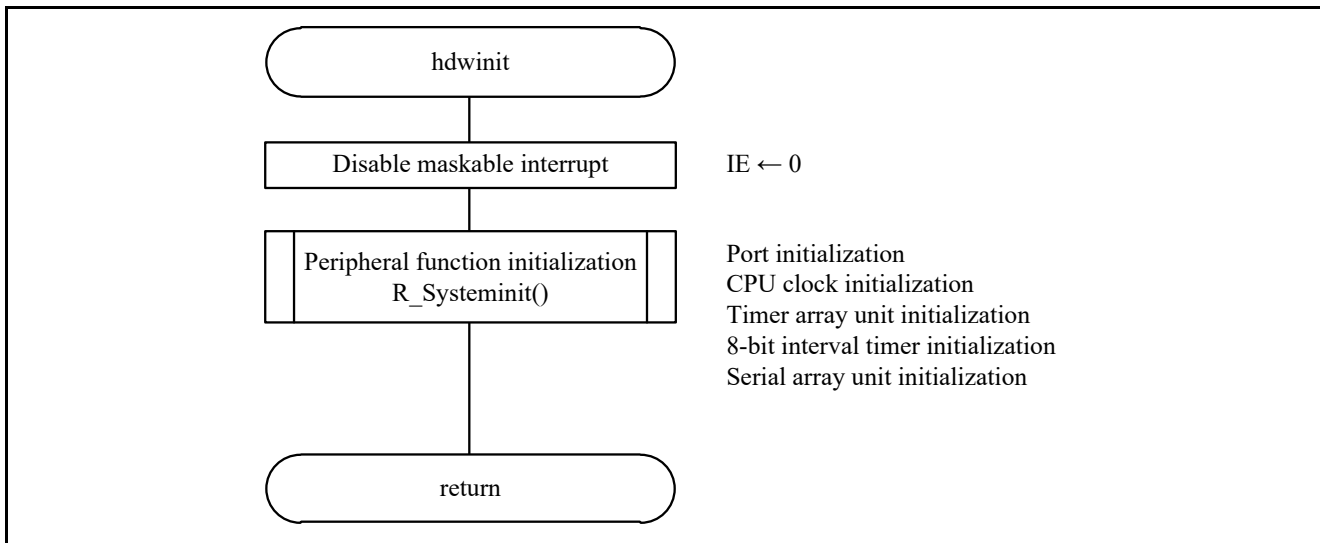 hdwinit
Disable maskable interrupt
IE ← 0
Peripheral function initialization
R_Systeminit()
Port initialization
CPU clock initialization
Timer array unit initialization
8-bit interval timer initialization
Serial array unit initialization
return